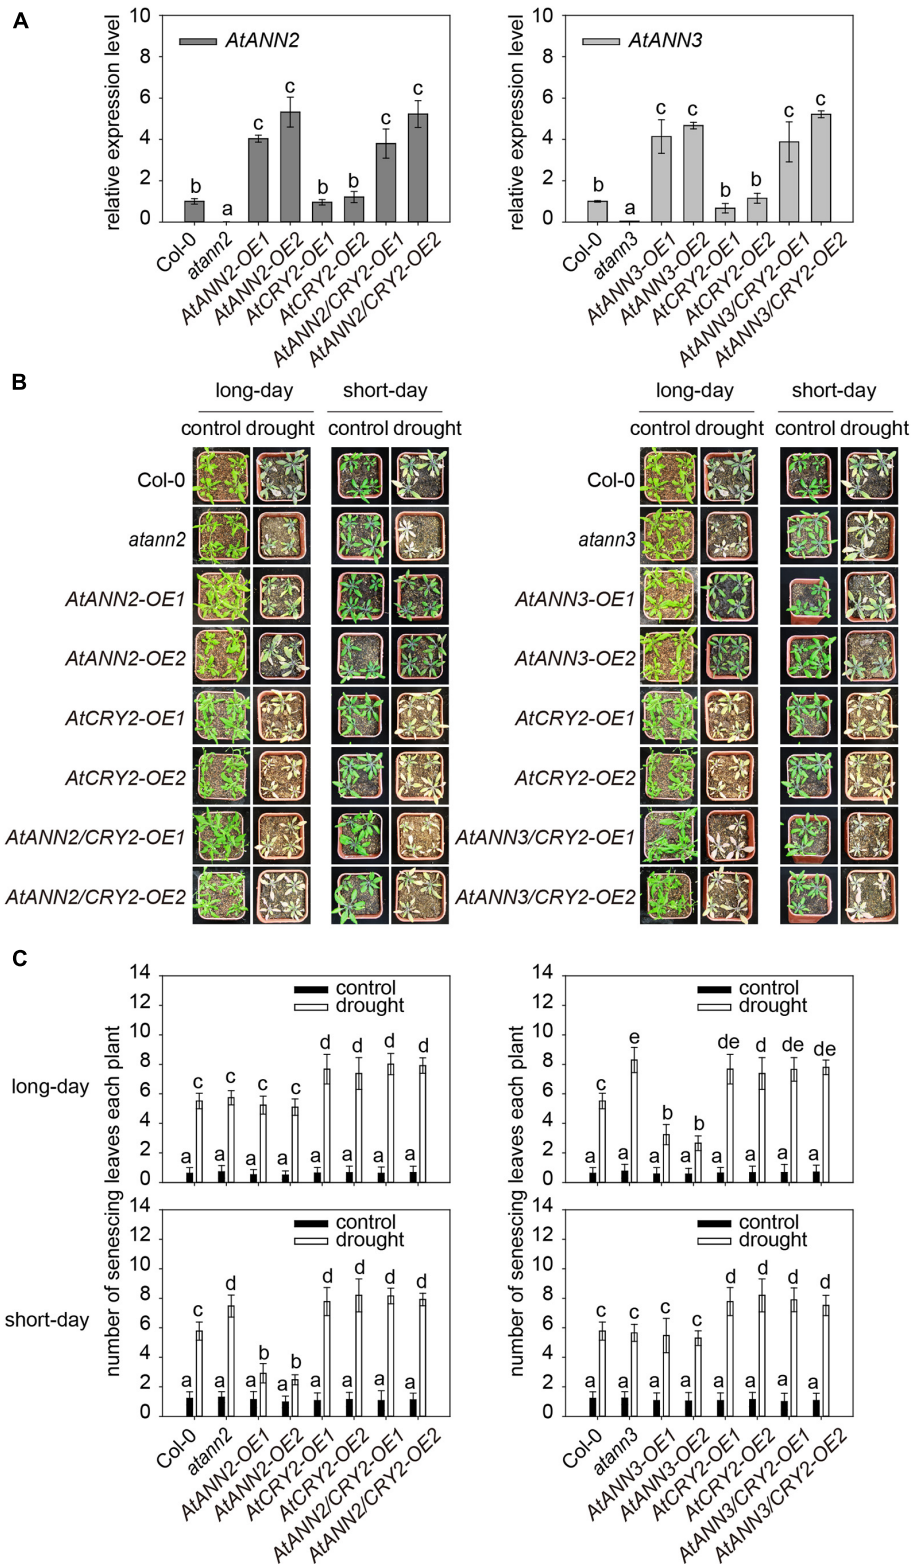 A
relative expression level
10
8
6
4
2
0
AtANN2
b
a
c
c
b
b
c
c
Col-0
atann2
AtANN2-OE1
AtANN2-OE2
AtCRY2-OE1
AtCRY2-OE2
AtANN2/CRY2-OE1
AtANN2/CRY2-OE2
relative expression level
10
8
6
4
2
0
AtANN3
b
a
c
c
b
b
c
c
Col-0
atann3
AtANN3-OE1
AtANN3-OE2
AtCRY2-OE1
AtCRY2-OE2
AtANN3/CRY2-OE1
AtANN3/CRY2-OE2
B
long-day
short-day
control drought
control drought
Col-0
atann2
AtANN2-OE1
AtANN2-OE2
AtCRY2-OE1
AtCRY2-OE2
AtANN2/CRY2-OE1
AtANN2/CRY2-OE2
long-day
short-day
control drought
control drought
Col-0
atann3
AtANN3-OE1
AtANN3-OE2
AtCRY2-OE1
AtCRY2-OE2
AtANN3/CRY2-OE1
AtANN3/CRY2-OE2
C
long-day
short-day
number of senescing leaves each plant
14
12
10
8
6
4
2
0
control
drought
a c a c a c a c a d a d a d a d
14
12
10
8
6
4
2
0
control
drought
a c a d a b a b a d a d a d a d
Col-0
atann2
AtANN2-OE1
AtANN2-OE2
AtCRY2-OE1
AtCRY2-OE2
AtANN2/CRY2-OE1
AtANN2/CRY2-OE2
number of senescing leaves each plant
14
12
10
8
6
4
2
0
control
drought
a c a e a b a b a de a d a de a de
14
12
10
8
6
4
2
0
control
drought
a c a c a c a c a d a d a d a d
Col-0
atann3
AtANN3-OE1
AtANN3-OE2
AtCRY2-OE1
AtCRY2-OE2
AtANN3/CRY2-OE1
AtANN3/CRY2-OE2